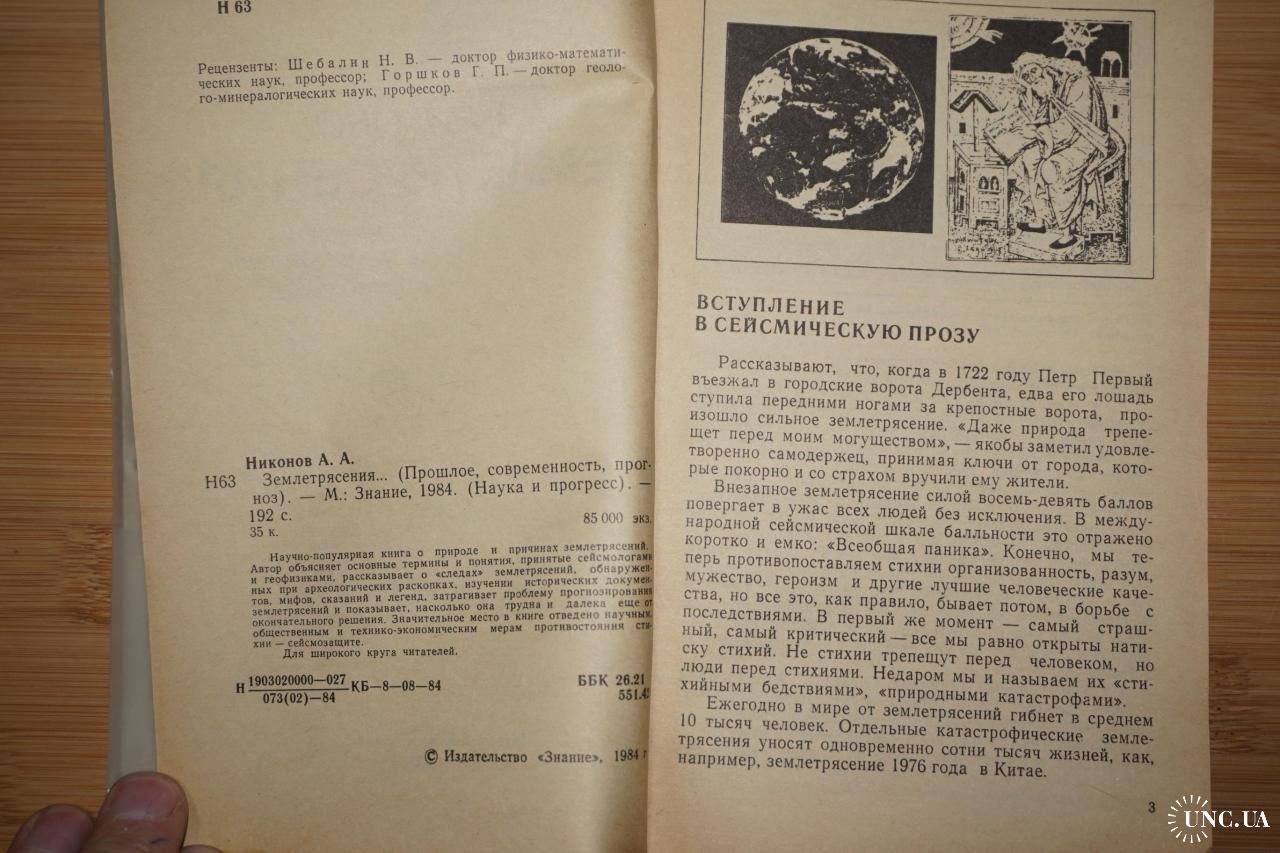 Н 63
Рецензенты: Шебалин Н. В. — доктор физико-математи-
ческих наук, профессор; Горшков Г. П. — доктор геоло-
го-минералогических наук, профессор.
Никонов А. А.
Н63 Землетрясения... (Прошлое, современность, прог-
ноз). — М.: Знание, 1984. (Наука и прогресс). —
192 с.
85 000 экз.
35 к.
Научно-популярная книга о природе и причинах землетрясений.
Автор объясняет основные термины и понятия, принятые сейсмологами
и геофизиками, рассказывает о «следах» землетрясений, обнаружен-
ных при археологических раскопках, изучении исторических докумен-
тов, мифов, сказаний и легенд, затрагивает проблему прогнозирования
землетрясений и показывает, насколько она трудна и далека еще от
окончательного решения. Значительное место в книге отведено научным,
общественным и технико-экономическим мерам противостояния сти-
хии — сейсмозащите.
Для широкого круга читателей.
Н 1903020000—027 КБ—8—08—84
073(02)—84
ББК 26.21
551.4
© Издательство «Знание», 1984 г
ВСТУПЛЕНИЕ
В СЕЙСМИЧЕСКУЮ ПРОЗУ
Рассказывают, что, когда в 1722 году Петр Первый
въезжал в городские ворота Дербента, едва его лошадь
ступила передними ногами за крепостные ворота, про-
изошло сильное землетрясение. «Даже природа трепе-
щет перед моим могуществом», — якобы заметил удовле-
творенно самодержец, принимая ключи от города, кото-
рые покорно и со страхом вручили ему жители.
Внезапное землетрясение силой восемь-девять баллов
повергает в ужас всех людей без исключения. В между-
народной сейсмической шкале балльности это отражено
коротко и емко: «Всеобщая паника». Конечно, мы те-
перь противопоставляем стихии организованность, разум,
мужество, героизм и другие лучшие человеческие каче-
ства, но все это, как правило, бывает потом, в борьбе с
последствиями. В первый же момент — самый страш-
ный, самый критический — все мы равно открыты нати-
ску стихий. Не стихии трепещут перед человеком, но
люди перед стихиями. Недаром мы и называем их «сти-
хийными бедствиями», «природными катастрофами».
Ежегодно в мире от землетрясений гибнет в среднем
10 тысяч человек. Отдельные катастрофические земле-
трясения уносят одновременно сотни тысяч жизней, как,
например, землетрясение 1976 года в Китае.
3
UNC.UA